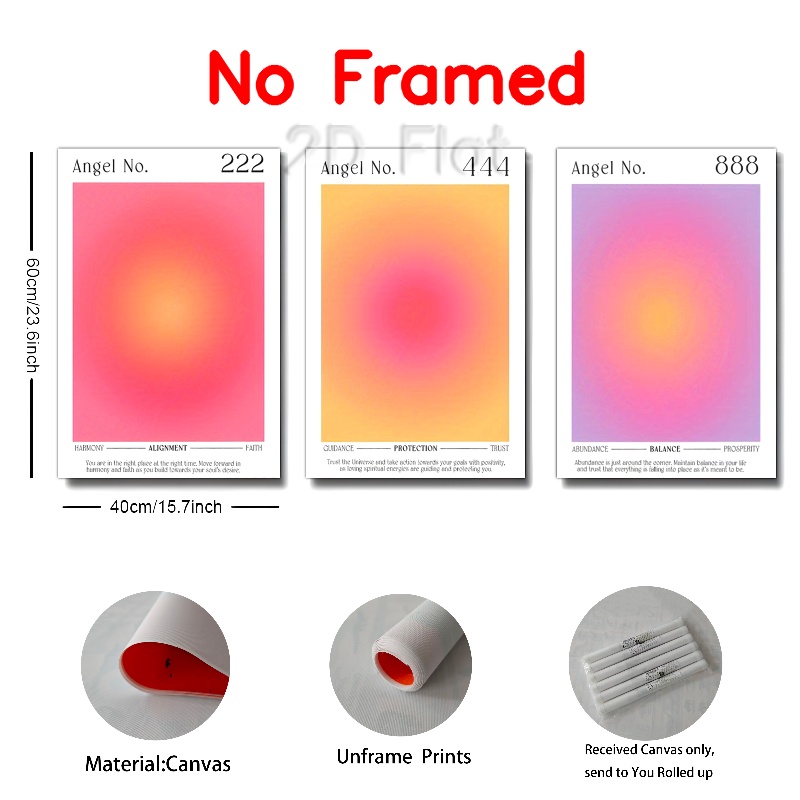 No Framed
2D Flat
Angel No. 222
Angel No. 444
Angel No. 888
60cm/23.6inch
HARMONY ALIGNMENT FAITH
You are in the right place at the right time. Move forward in
harmony and faith as you build towards your soul's desire.
GUIDANCE PROTECTION TRUST
Trust the Universe and take action towards your goals with positivity,
as loving spiritual energies are guiding and protecting you.
ABUNDANCE BALANCE PROSPERITY
Abundance is just around the corner. Maintain balance in your life
and trust that everything is falling into place as it's meant to be.
40cm/15.7inch
Material:Canvas
Unframe Prints
Received Canvas only,
send to You Rolled up